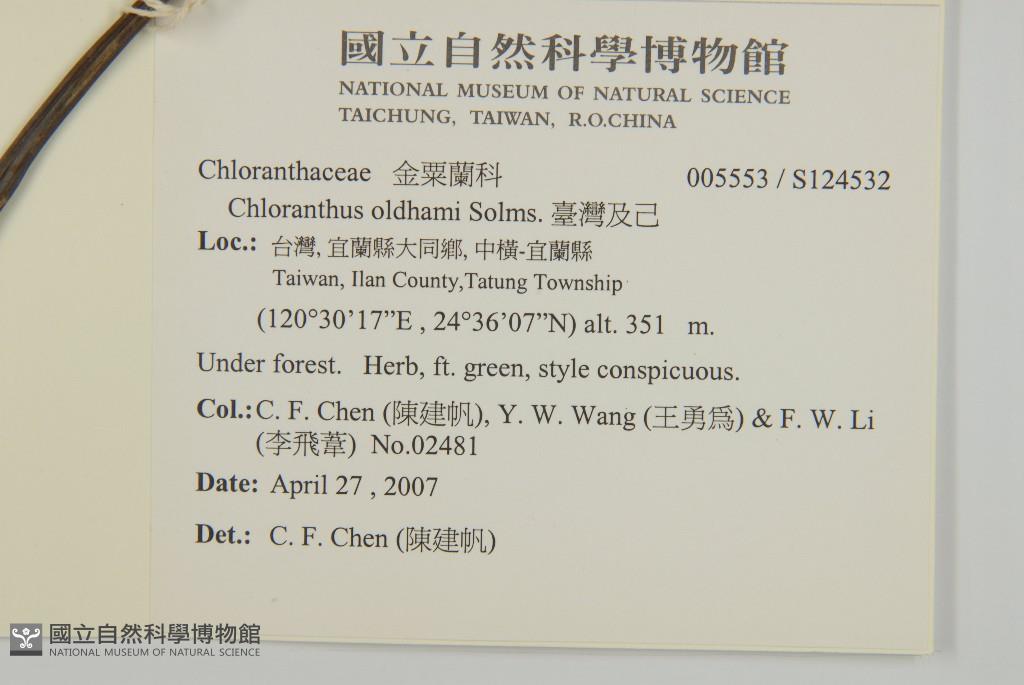 國立自然科學博物館
NATIONAL MUSEUM OF NATURAL SCIENCE
TAICHUNG, TAIWAN, R.O.CHINA
Chloranthaceae 金粟蘭科 005553 / S124532
Chloranthus oldhami Solms. 臺灣及己
Loc.: 台灣, 宜蘭縣大同鄉, 中橫-宜蘭縣
Taiwan, Ilan County,Tatung Township
(120°30’17”E , 24°36’07”N) alt. 351 m.
Under forest. Herb, ft. green, style conspicuous.
Col.: C. F. Chen (陳建帆), Y. W. Wang (王勇為) & F. W. Li
(李飛葦) No.02481
Date: April 27 , 2007
Det.: C. F. Chen (陳建帆)
國立自然科學博物館
NATIONAL MUSEUM OF NATURAL SCIENCE